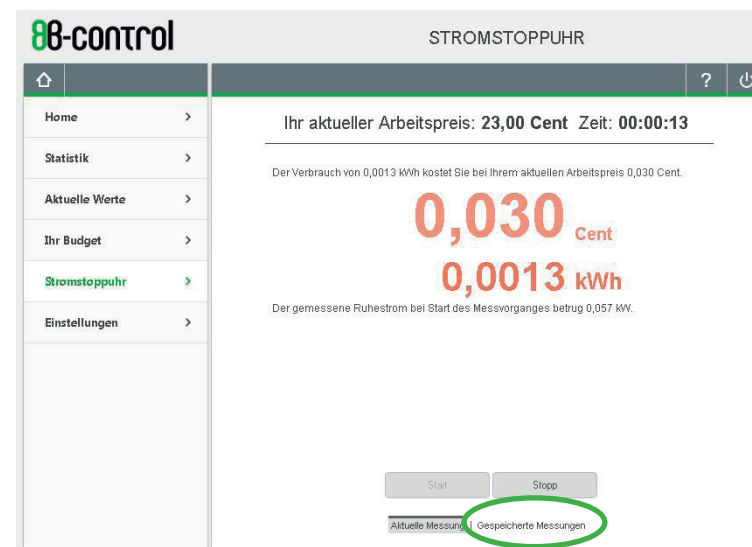 88-control
STROMSTOPPUHR
?
Home
Statistik
Aktuelle Werte
Ihr Budget
Stromstoppuhr
Einstellungen
Ihr aktueller Arbeitspreis: 23,00 Cent Zeit: 00:00:13
Der Verbrauch von 0,0013 kWh kostet Sie bei Ihrem aktuellen Arbeitspreis 0,030 Cent.
0,030 Cent
0,0013 kWh
Der gemessene Ruhestrom bei Start des Messvorganges betrug 0,057 kW.
Start Stopp
Aktuelle Messung | Gespeicherte Messungen